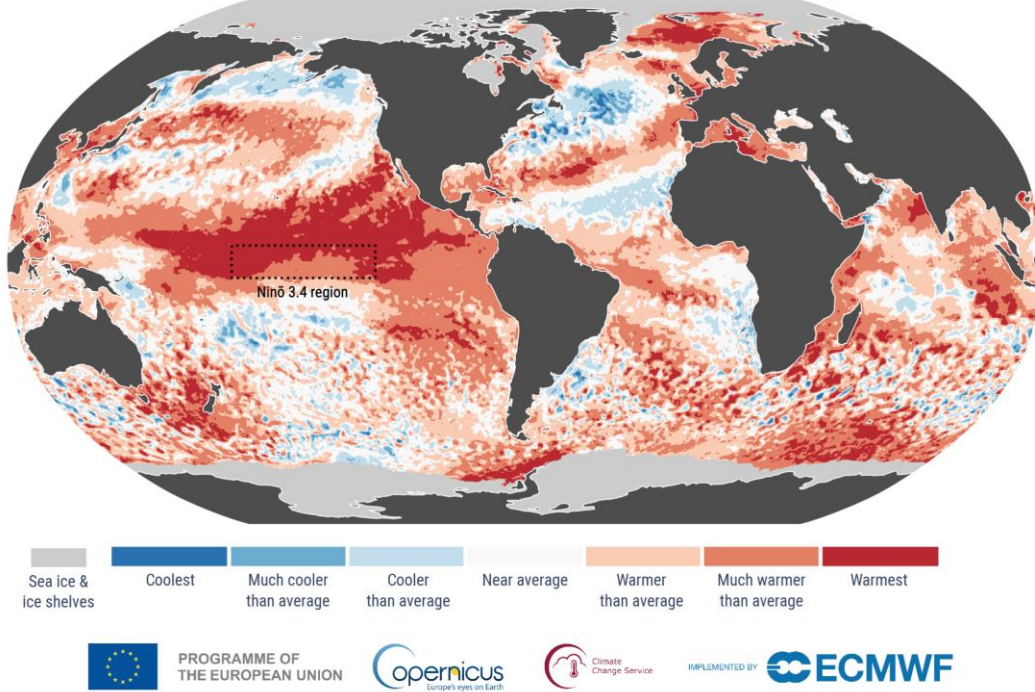 Ninō 3.4 region
Sea ice &
ice shelves
Coolest
Much cooler
than average
Cooler
than average
Near average
Warmer
than average
Much warmer
than average
Warmest
PROGRAMME OF
THE EUROPEAN UNION
Copernicus
Europe's eyes on Earth
Climate
Change Service
IMPLEMENTED BY
ECMWF